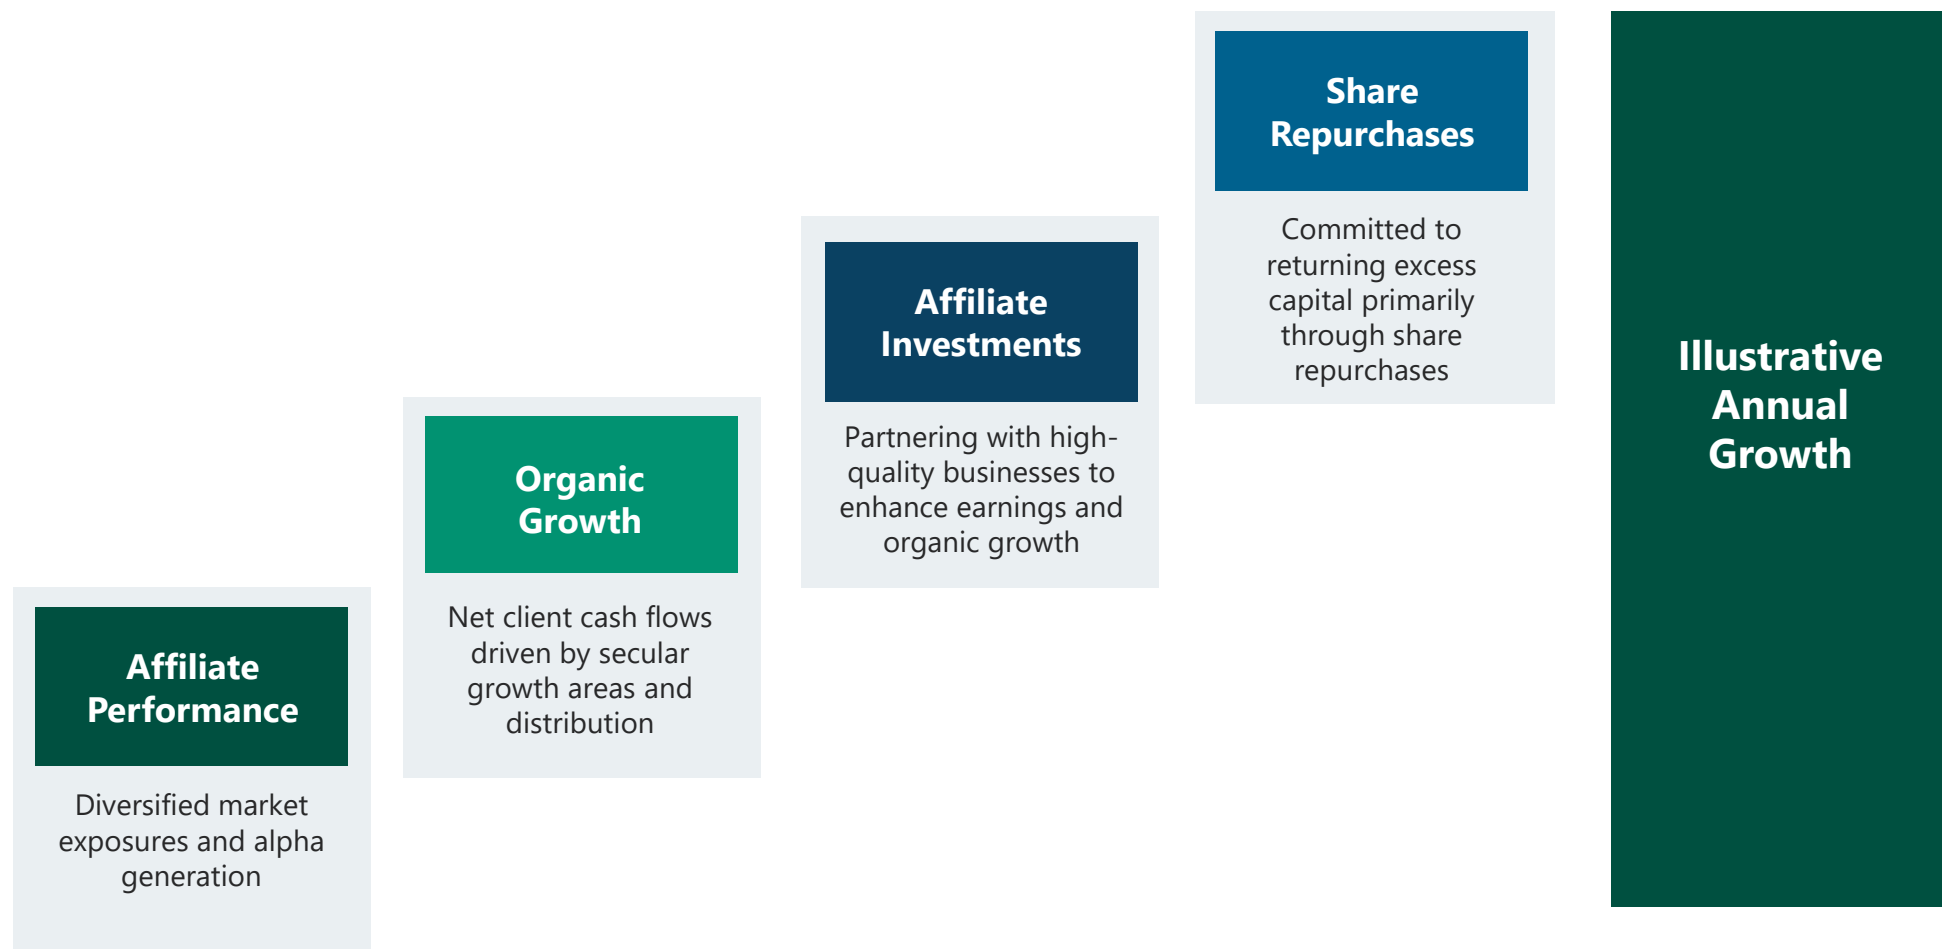 Affiliate
Performance
Diversified market
exposures and alpha
generation
Organic
Growth
Net client cash flows
driven by secular
growth areas and
distribution
Affiliate
Investments
Partnering with high-
quality businesses to
enhance earnings and
organic growth
Share
Repurchases
Committed to
returning excess
capital primarily
through share
repurchases
Illustrative
Annual
Growth